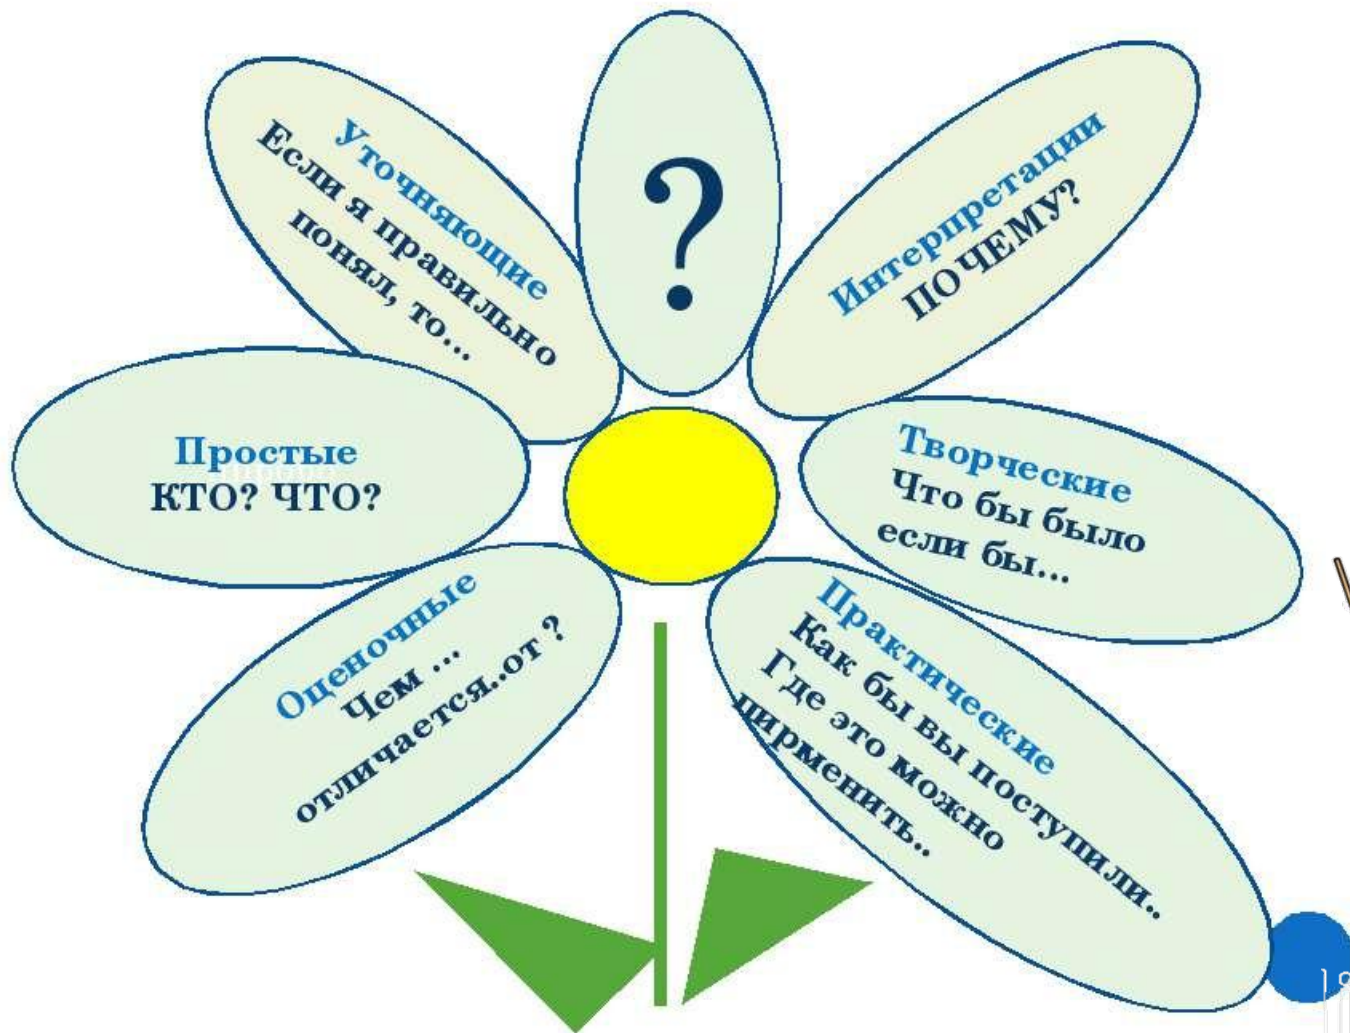 ?
Уточняющие
Если я правильно
понял, то...
Интерпретации
ПОЧЕМУ?
Простые
КТО? ЧТО?
Творческие
Что бы было
если бы...
Оценочные
Чем ...
отличается..от ?
Практические
Как бы вы поступили..
Где это можно
пирменить..